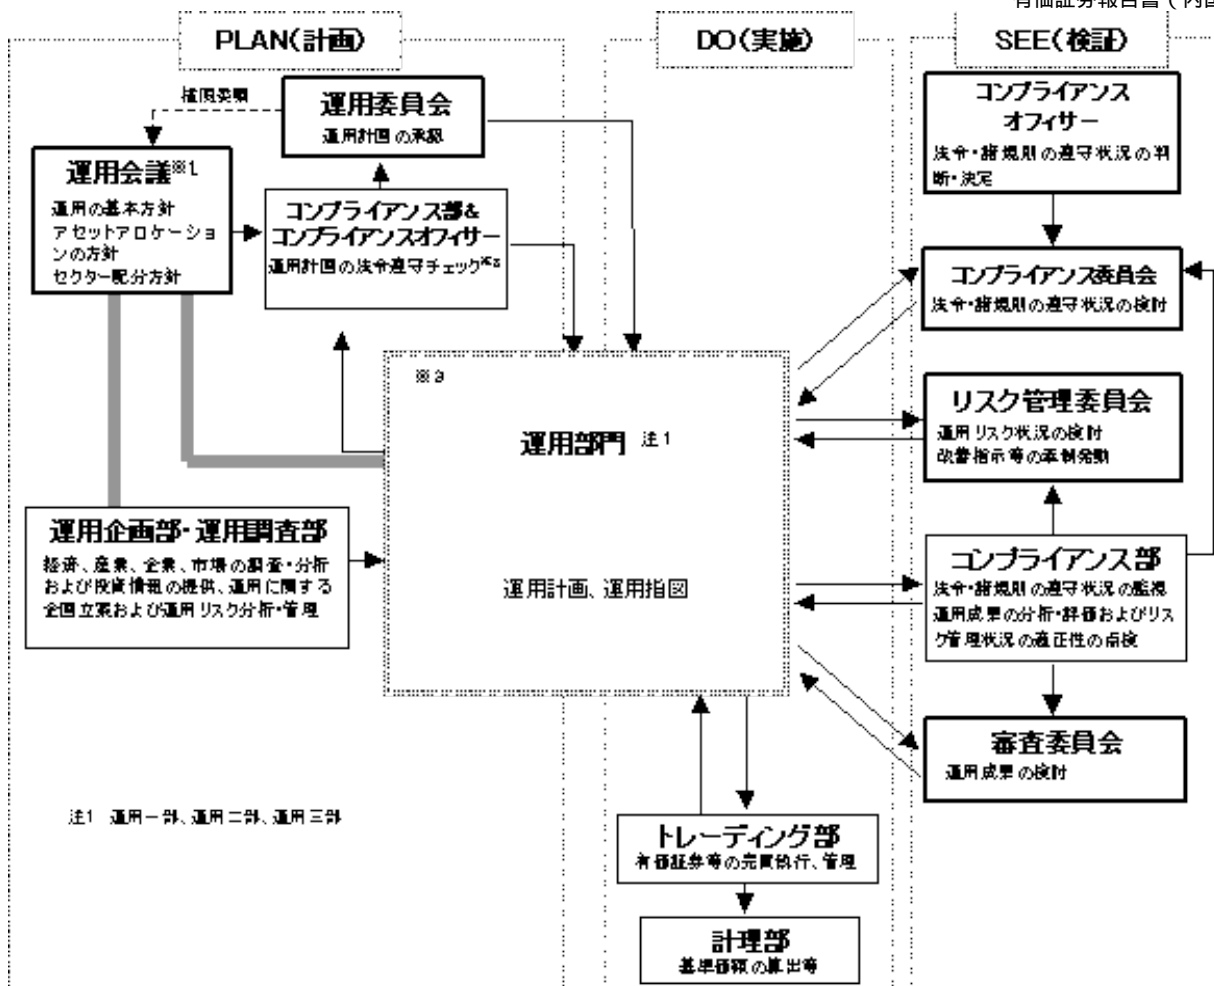 有価証券報告書（内国
PLAN(計画)
DO(実施)
SEE(検証)
権限委譲
運用委員会
運用計画の承認
運用会議※1
運用の基本方針
アセットアロケーショ
ンの方針
セクター配分方針
コンプライアンス部&
コンプライアンスオフィサー
運用計画の法令遵守チェック※2
コンプライアンス
オフィサー
法令・諸規則の遵守状況の判
断・決定
コンプライアンス委員会
法令・諸規則の遵守状況の検討
※3
運用部門 注1
運用計画、運用指図
リスク管理委員会
運用リスク状況の検討
改善指示等の牽制発動
運用企画部・運用調査部
経済、産業、企業、市場の調査・分析
および投資情報の提供、運用に関する
企画立案および運用リスク分析・管理
コンプライアンス部
法令・諸規則の遵守状況の監視
運用成果の分析・評価およびリス
ク管理状況の適正性の点検
審査委員会
運用成果の検討
注1 運用一部、運用二部、運用三部
トレーディング部
有価証券等の売買執行、管理
計理部
基準価額の算出等